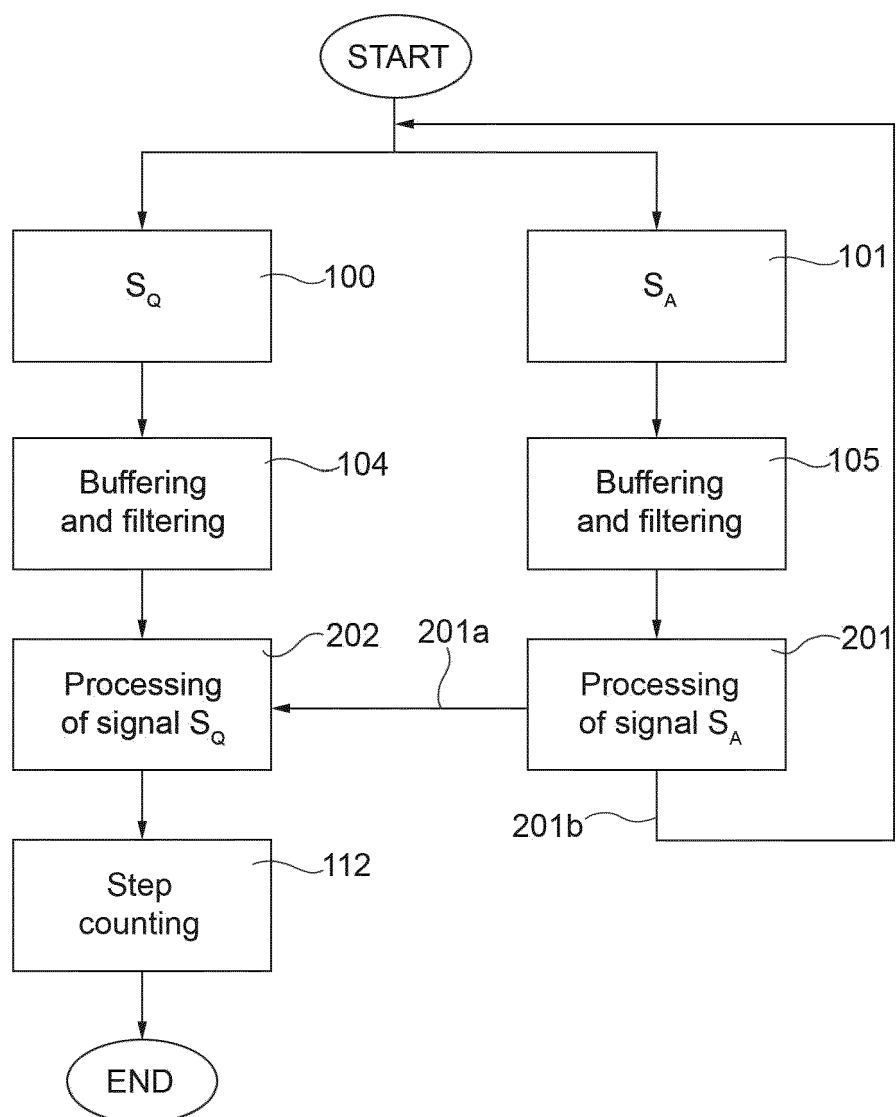 START
S_Q
100
S_A
101
Buffering
and filtering
104
Buffering
and filtering
105
Processing
of signal S_Q
202
201a
Processing
of signal S_A
201
201b
Step
counting
112
END